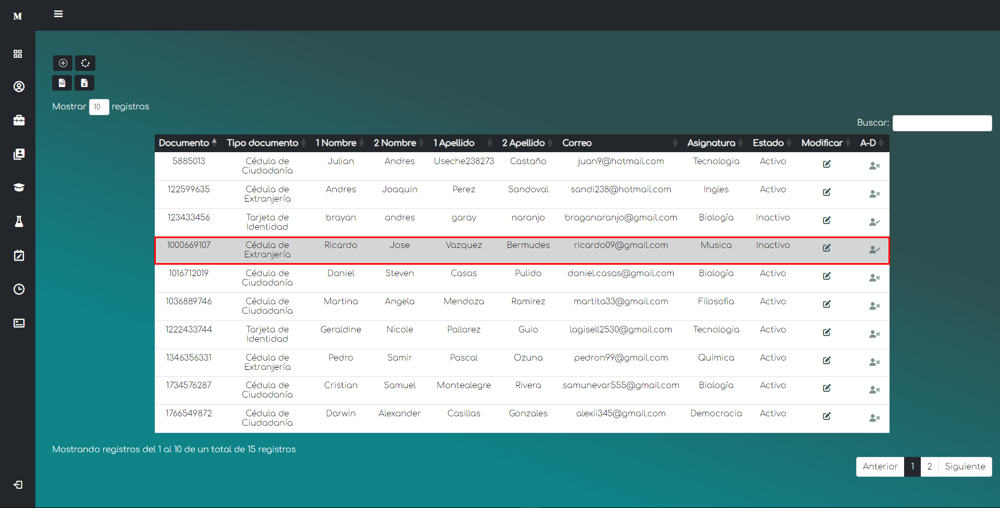 M
PDF
X
Mostrar 10 registros
Buscar:
Documento Tipo documento 1 Nombre 2 Nombre 1 Apellido 2 Apellido Correo Asignatura Estado Modificar A-D
5885013 Cédula de Ciudadanía Julian Andres Useche238273 Castaño juan9@hotmail.com Tecnologia Activo
122599635 Cédula de Extranjería Andres Joaquin Perez Sandoval sandi238@hotmail.com Ingles Activo
123433456 Tarjeta de Identidad brayan andres garay naranjo braganaranjo@gmail.com Biología Inactivo
1000669107 Cédula de Extranjería Ricardo Jose Vazquez Bermudes ricardo09@gmail.com Musica Inactivo
1016712019 Cédula de Ciudadanía Daniel Steven Casas Pulido daniel.casas@gmail.com Biología Activo
1036889746 Cédula de Ciudadanía Martina Angela Mendoza Ramirez martita33@gmail.com Filosofia Activo
1222433744 Tarjeta de Identidad Geraldine Nicole Pallarez Guio lagisell2530@gmail.com Tecnologia Activo
1346356331 Cédula de Extranjería Pedro Samir Pascal Ozuna pedron99@gmail.com Quimica Activo
1734576287 Cédula de Ciudadanía Cristian Samuel Montealegre Rivera samunevar555@gmail.com Biología Activo
1766549872 Cédula de Ciudadanía Darwin Alexander Casillas Gonzales alexii345@gmail.com Democracia Activo
Mostrando registros del 1 al 10 de un total de 15 registros
Anterior 1 2 Siguiente